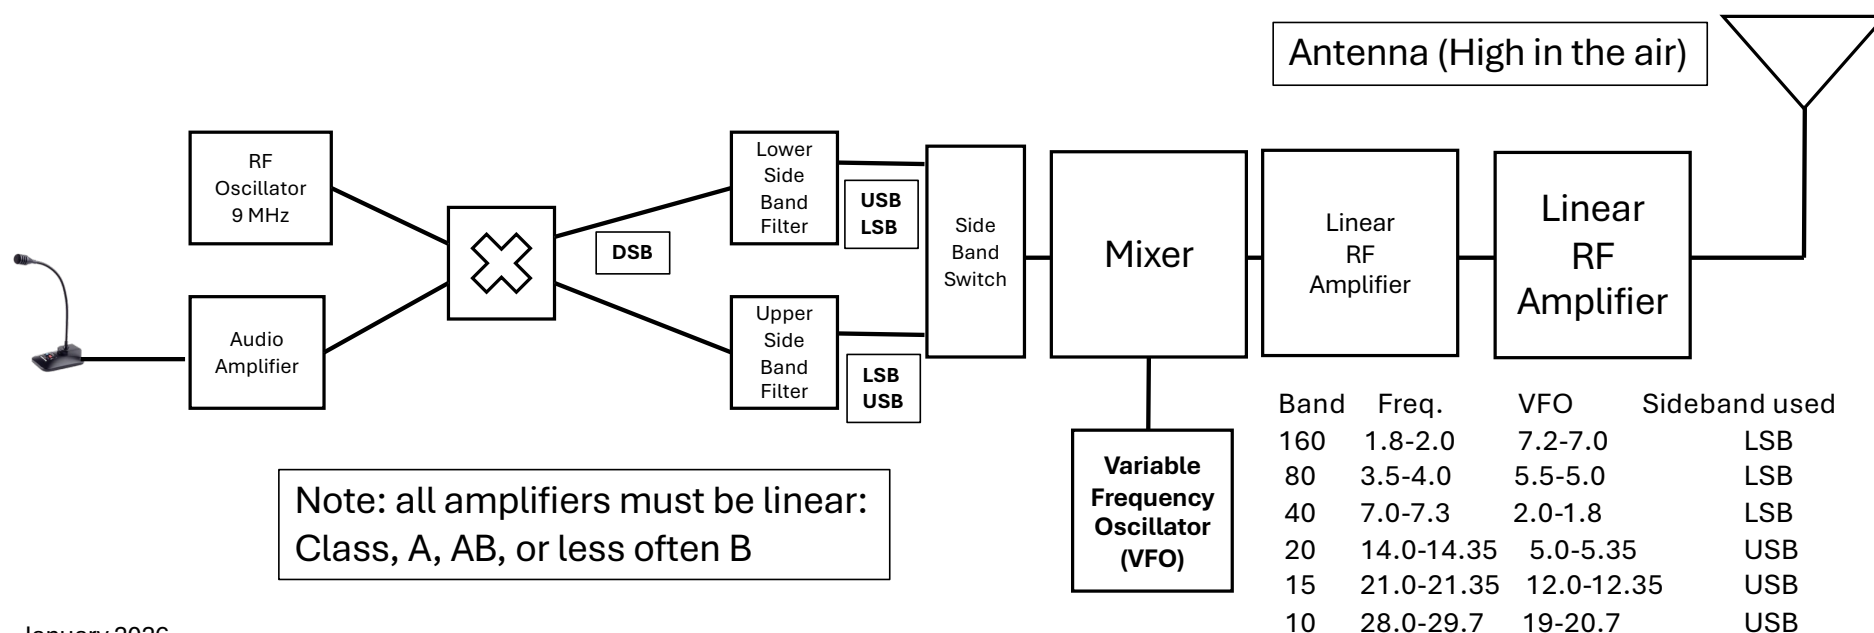 Antenna (High in the air)
RF
Oscillator
9 MHz
Audio
Amplifier
DSB
Lower
Side
Band
Filter
USB
LSB
Upper
Side
Band
Filter
LSB
USB
Side
Band
Switch
Mixer
Linear
RF
Amplifier
Linear
RF
Amplifier
Variable
Frequency
Oscillator
(VFO)
Note: all amplifiers must be linear:
Class, A, AB, or less often B
Band Freq. VFO Sideband used
160 1.8-2.0 7.2-7.0 LSB
80 3.5-4.0 5.5-5.0 LSB
40 7.0-7.3 2.0-1.8 LSB
20 14.0-14.35 5.0-5.35 USB
15 21.0-21.35 12.0-12.35 USB
10 28.0-29.7 19-20.7 USB
January 2026